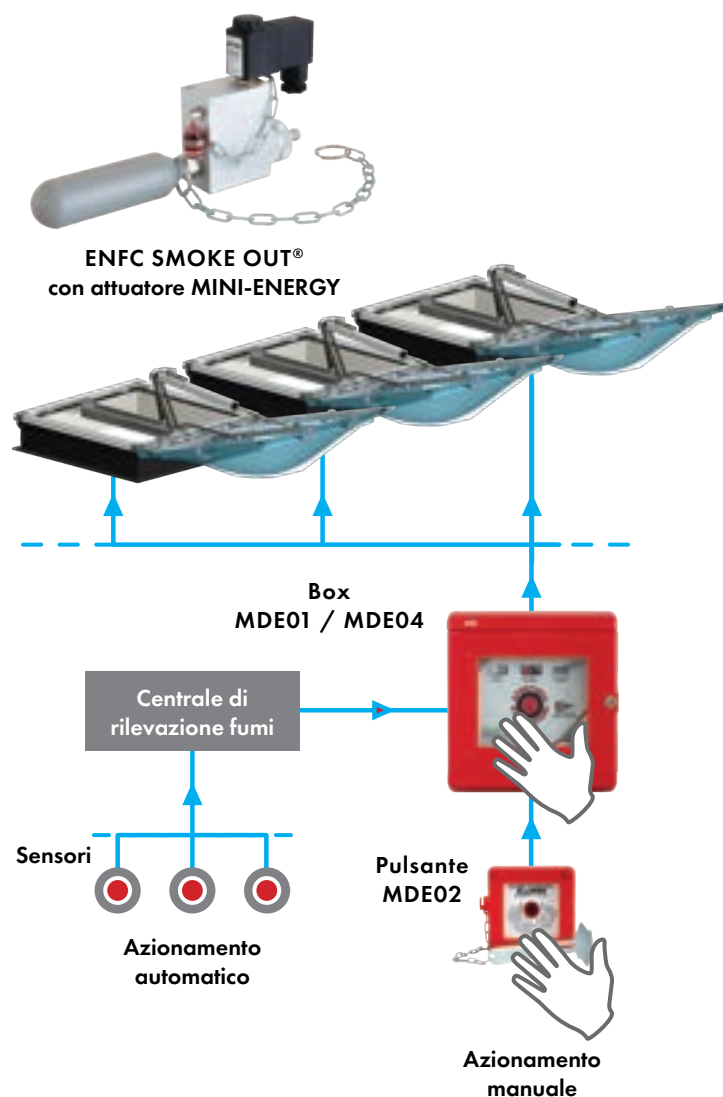 ENFC SMOKE OUT®
con attuatore MINI-ENERGY
Box
MDE01 / MDE04
Centrale di
rilevazione fumi
Sensori
Pulsante
MDE02
Azionamento
automatico
Azionamento
manuale